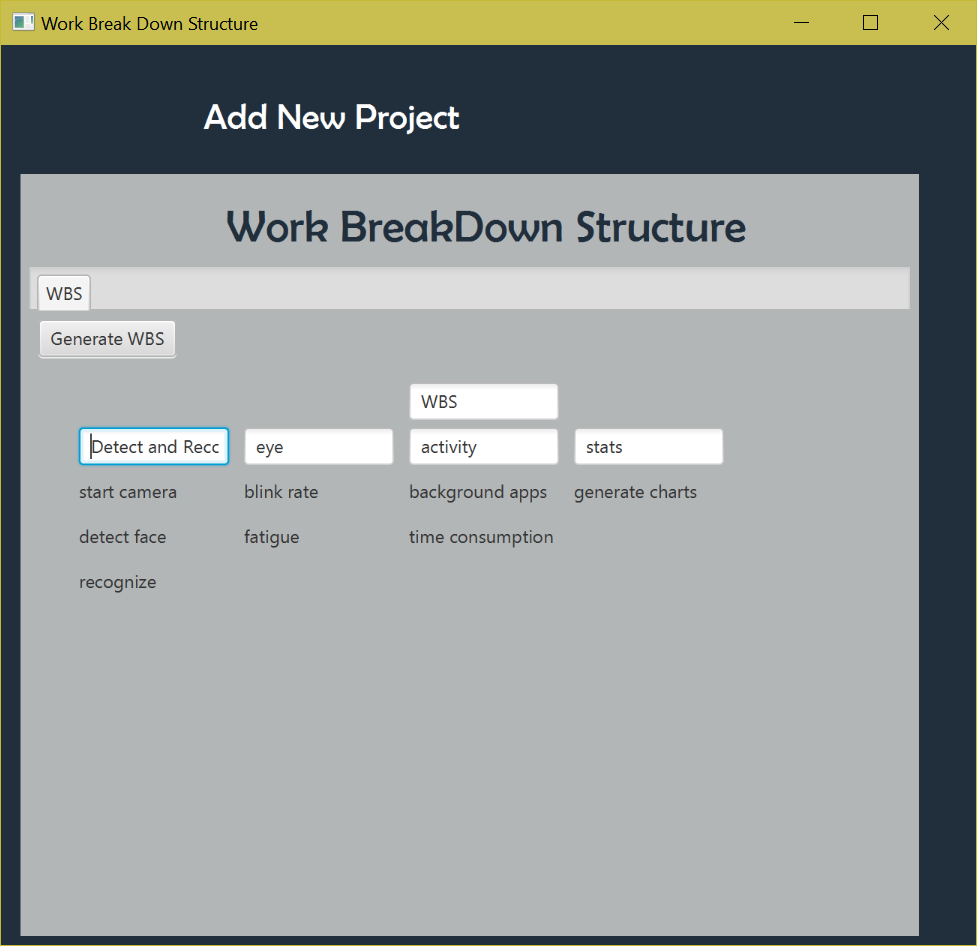 Work Break Down Structure
Add New Project
Work BreakDown Structure
WBS
Generate WBS
WBS
Detect and Recc eye activity stats
start camera blink rate background apps generate charts
detect face fatigue time consumption
recognize